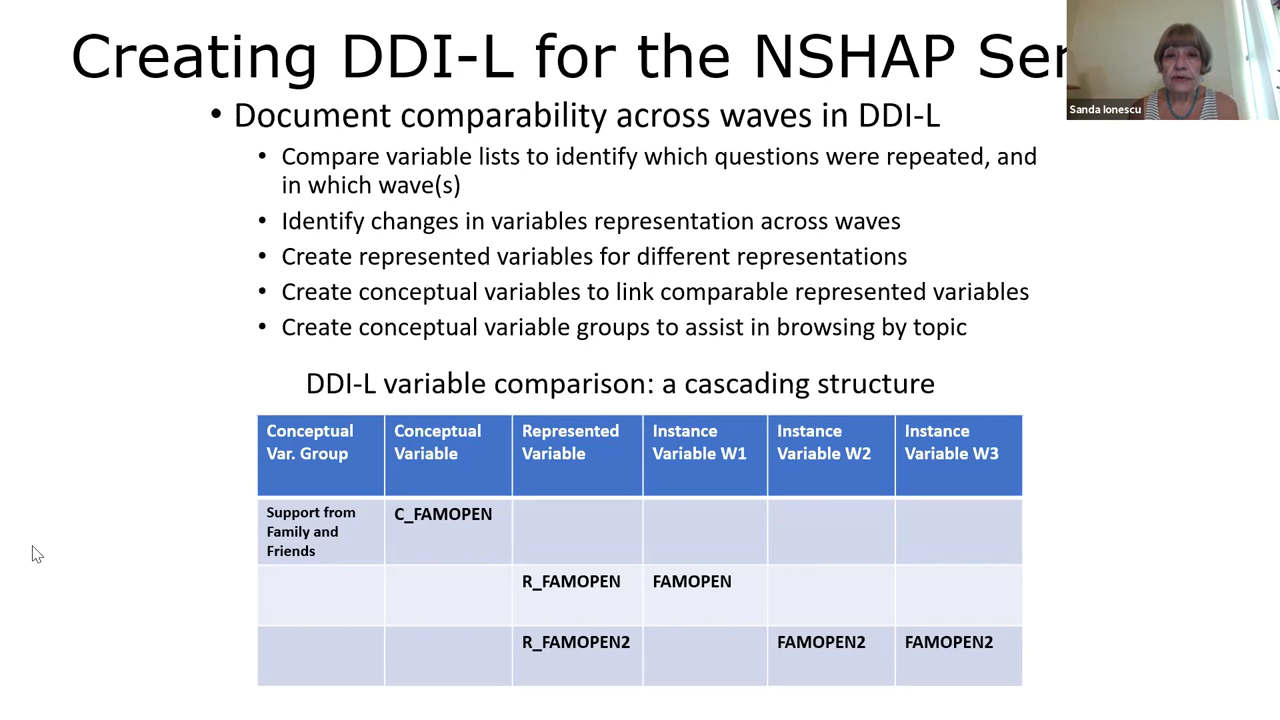 Creating DDI-L for the NSHAP Ser
Sanda Ionescu
• Document comparability across waves in DDI-L
• Compare variable lists to identify which questions were repeated, and
in which wave(s)
• Identify changes in variables representation across waves
• Create represented variables for different representations
• Create conceptual variables to link comparable represented variables
• Create conceptual variable groups to assist in browsing by topic
DDI-L variable comparison: a cascading structure
Conceptual Var. Group Conceptual Variable Represented Variable Instance Variable W1 Instance Variable W2 Instance Variable W3
Support from Family and Friends C_FAMOPEN
R_FAMOPEN FAMOPEN
R_FAMOPEN2 FAMOPEN2 FAMOPEN2